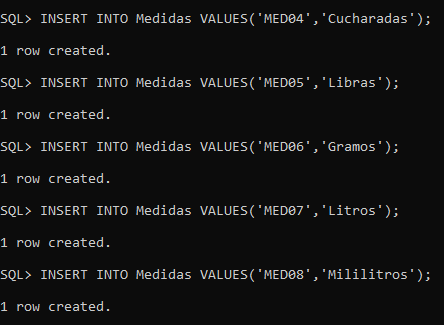 SQL> INSERT INTO Medidas VALUES('MED04','Cucharadas');
1 row created.
SQL> INSERT INTO Medidas VALUES('MED05','Libras');
1 row created.
SQL> INSERT INTO Medidas VALUES('MED06','Gramos');
1 row created.
SQL> INSERT INTO Medidas VALUES('MED07','Litros');
1 row created.
SQL> INSERT INTO Medidas VALUES('MED08','Mililitros');
1 row created.